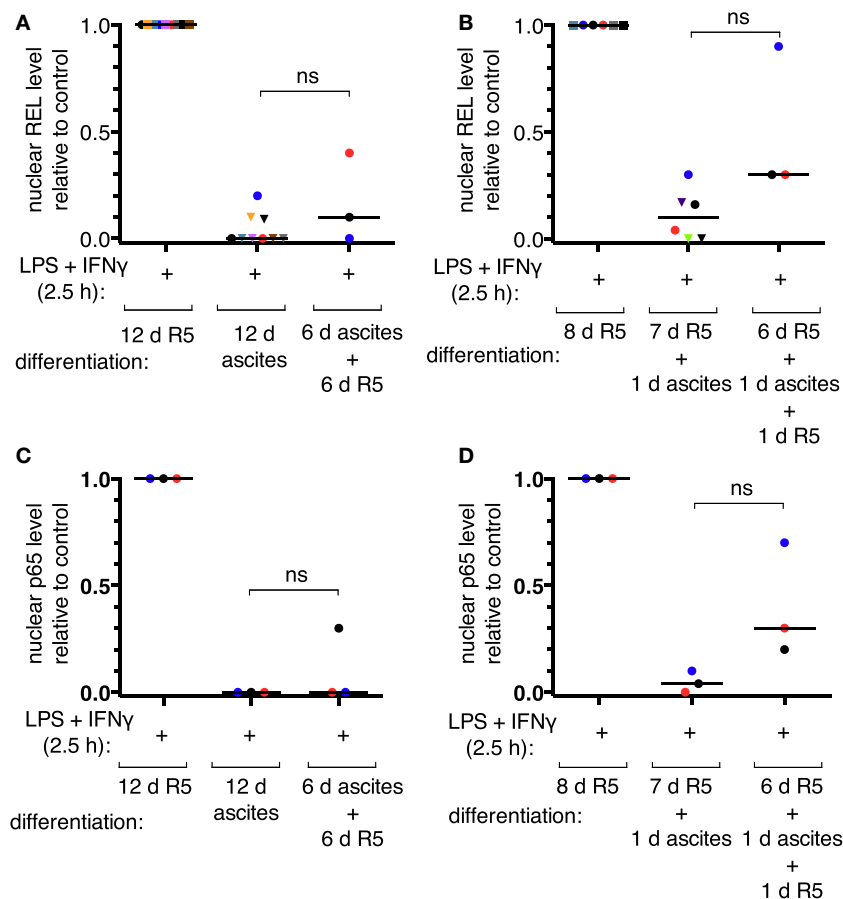 A
nuclear REL level
relative to control
1.0
0.5
0.0
ns
LPS + IFNγ
(2.5 h):
+ + +
differentiation:
12 d R5
12 d
ascites
6 d ascites
+
6 d R5
B
nuclear REL level
relative to control
1.0
0.5
0.0
ns
LPS + IFNγ
(2.5 h):
+ + +
differentiation:
8 d R5
7 d R5
+
1 d ascites
6 d R5
+
1 d ascites
+
1 d R5
C
nuclear p65 level
relative to control
1.0
0.5
0.0
ns
LPS + IFNγ
(2.5 h):
+ + +
differentiation:
12 d R5
12 d
ascites
6 d ascites
+
6 d R5
D
nuclear p65 level
relative to control
1.0
0.5
0.0
ns
LPS + IFNγ
(2.5 h):
+ + +
differentiation:
8 d R5
7 d R5
+
1 d ascites
6 d R5
+
1 d ascites
+
1 d R5